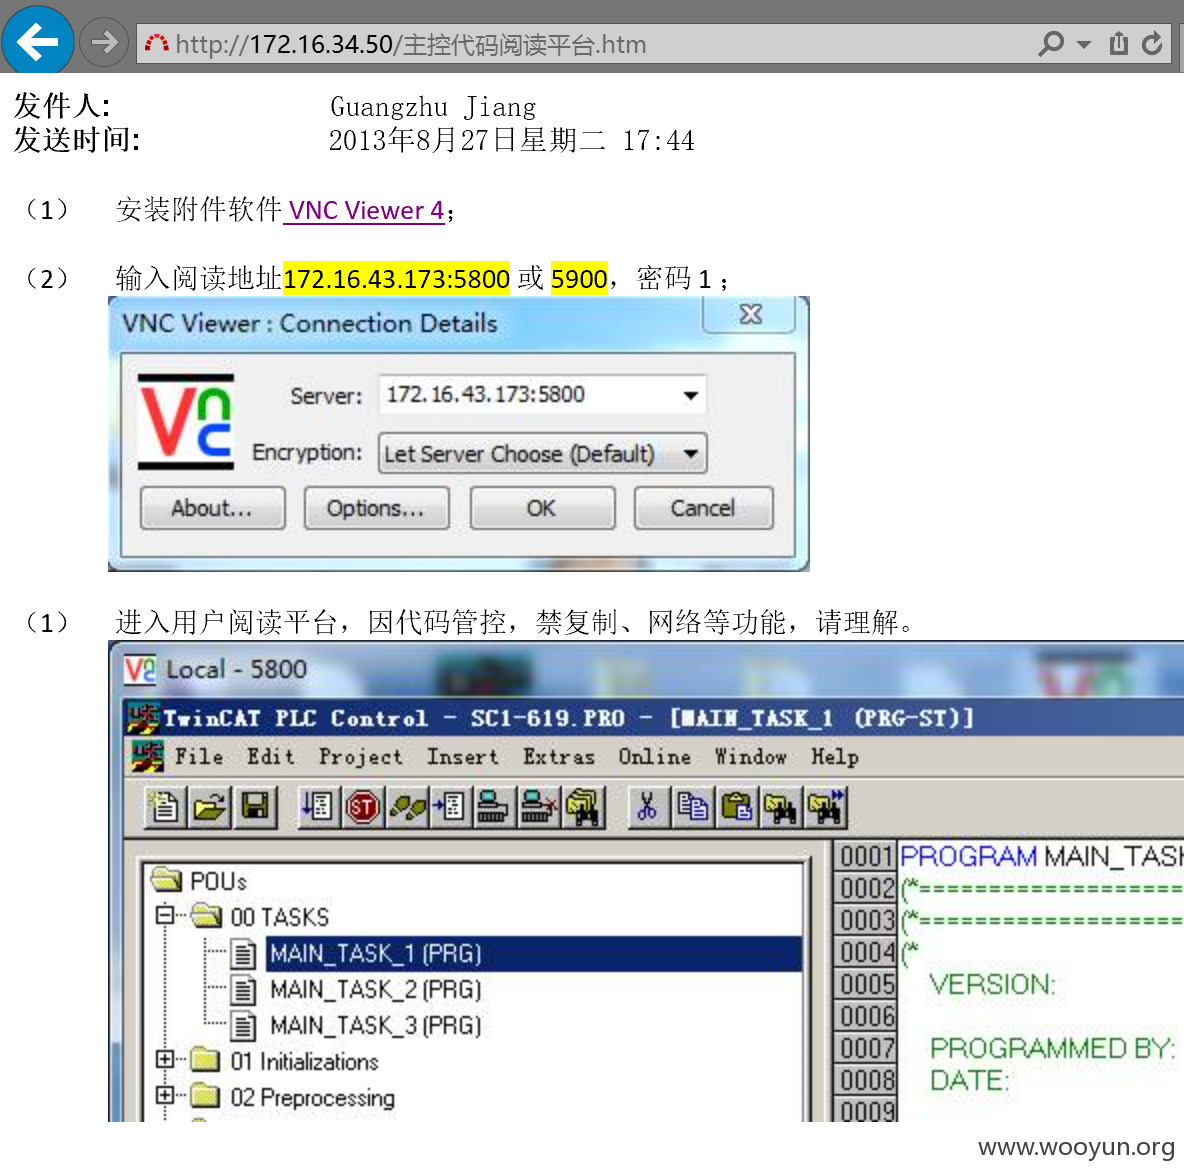 http://172.16.34.50/主控代码阅读平台.htm
发件人: Guangzhu Jiang
发送时间: 2013年8月27日星期二 17:44
（1） 安装附件软件 VNC Viewer 4；
（2） 输入阅读地址172.16.43.173:5800 或 5900，密码 1；
VNC Viewer : Connection Details
Server: 172.16.43.173:5800
Encryption: Let Server Choose (Default)
About... Options... OK Cancel
（1） 进入用户阅读平台，因代码管控，禁复制、网络等功能，请理解。
Local - 5800
TwinCAT PLC Control - SC1-619.PRO - [MAIN_TASK_1 (PRG-ST)]
File Edit Project Insert Extras Online Window Help
POUs
00 TASKS
MAIN_TASK_1 (PRG)
MAIN_TASK_2 (PRG)
MAIN_TASK_3 (PRG)
01 Initializations
02 Preprocessing
0001 PROGRAM MAIN_TASK
0002 (*====================
0003 (*====================
0004 (*
0005 VERSION:
0006
0007 PROGRAMMED BY:
0008 DATE:
0009
www.wooyun.org